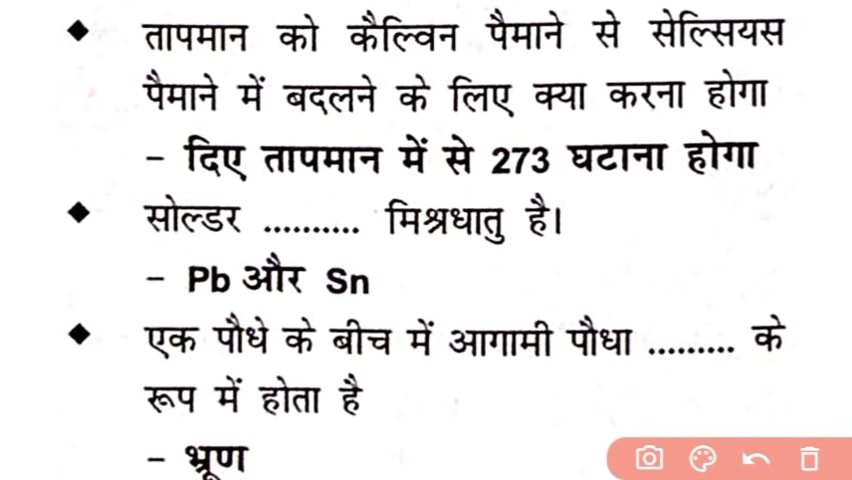 ◆ तापमान को कैल्विन पैमाने से सेल्सियस
पैमाने में बदलने के लिए क्या करना होगा
– दिए तापमान में से 273 घटाना होगा
◆ सोल्डर .......... मिश्रधातु है।
– Pb और Sn
◆ एक पौधे के बीच में आगामी पौधा ......... के
रूप में होता है
– भ्रूण